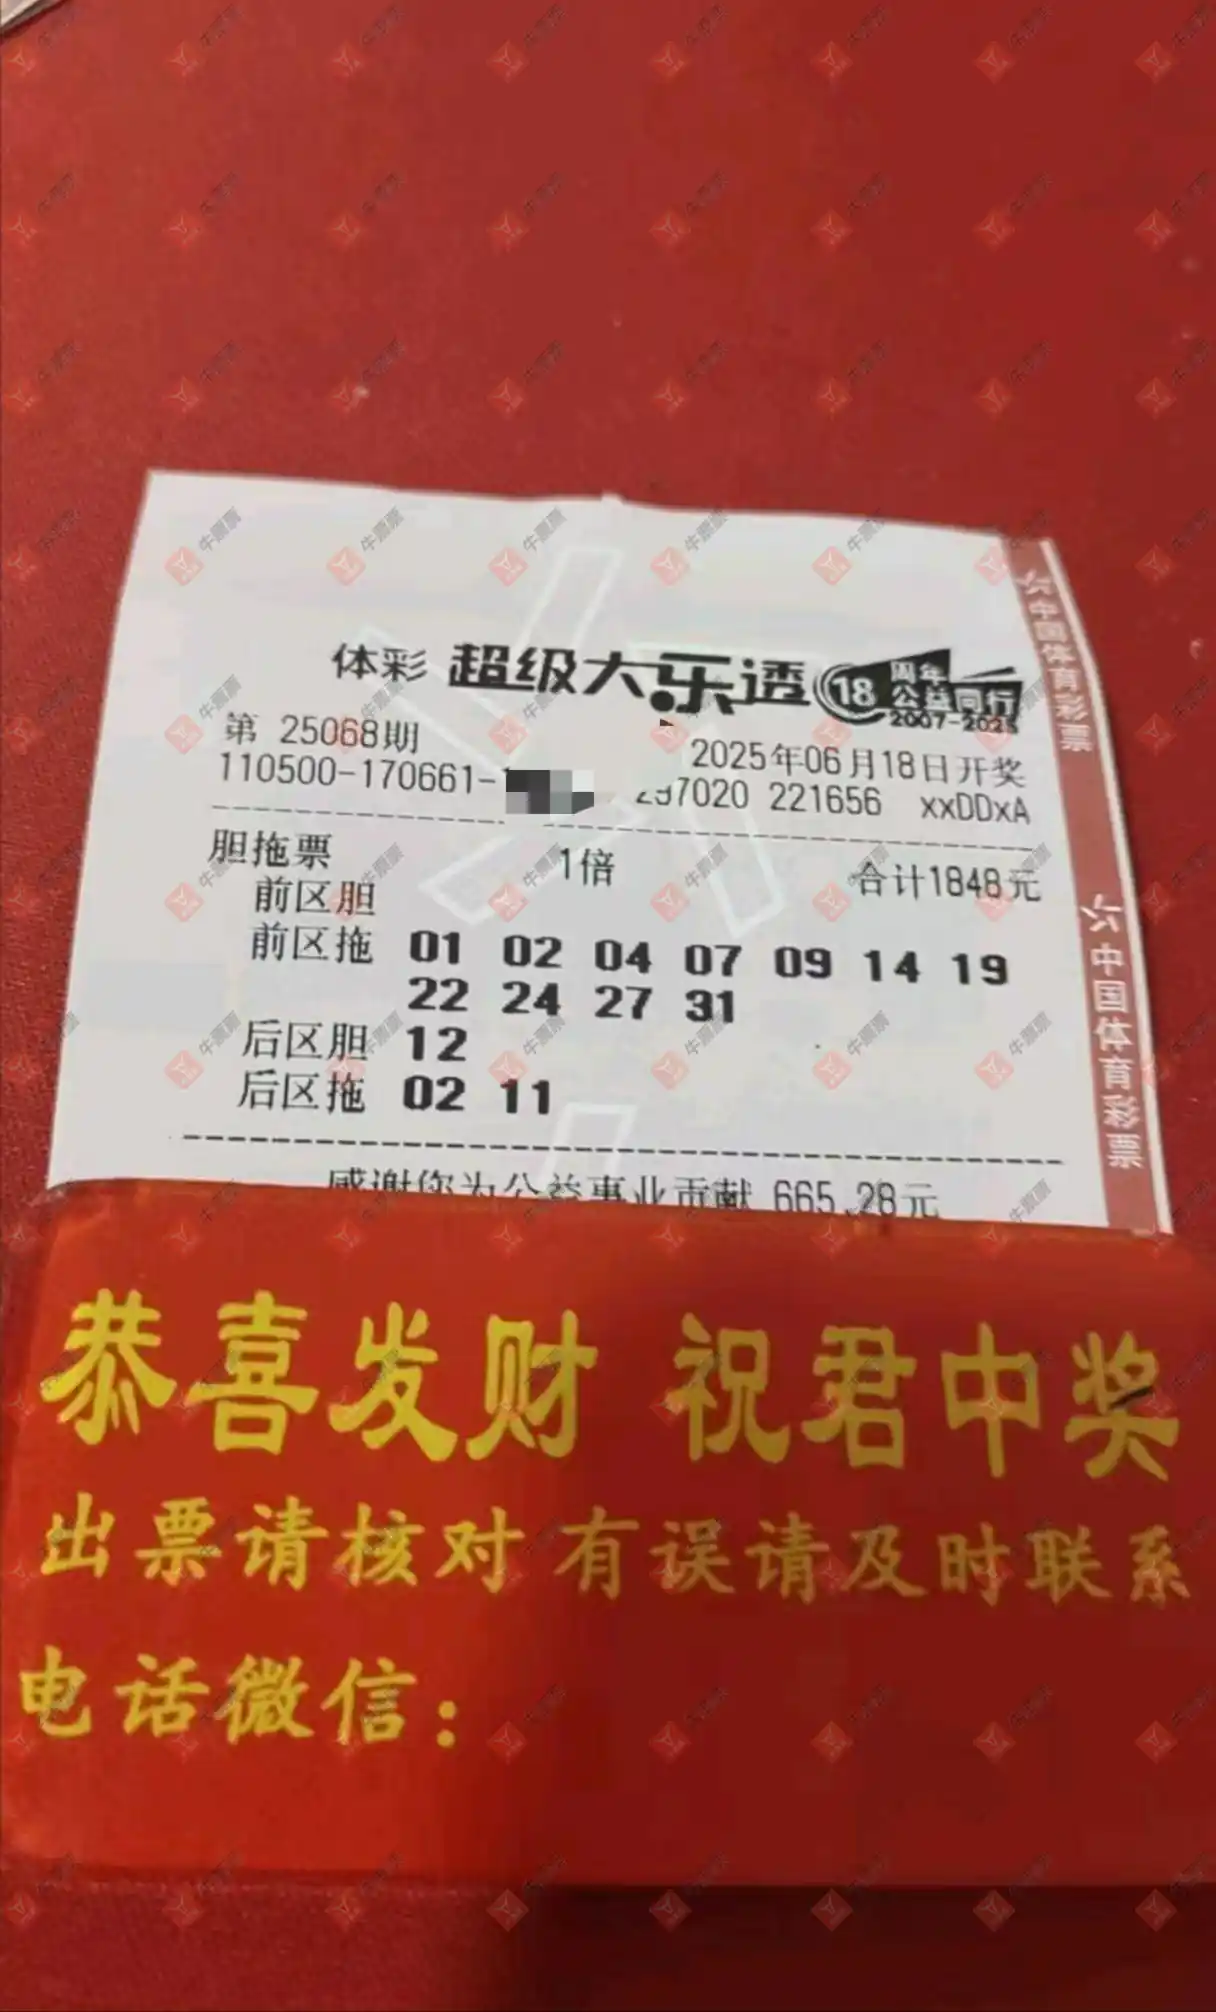 体彩 超级大乐透 18 周年 公益同行 2007-2025
第 25068期 2025年06月18日开奖
110500-170661- 297020 221656 xxDDxA
胆拖票 1倍 合计1848元
前区胆
前区拖 01 02 04 07 09 14 19
22 24 27 31
后区胆 12
后区拖 02 11
感谢您为公益事业贡献 665.28元
中国体育彩票
中国体育彩票
恭喜发财 祝君中奖
出票请核对 有误请及时联系
电话微信：
牛票票